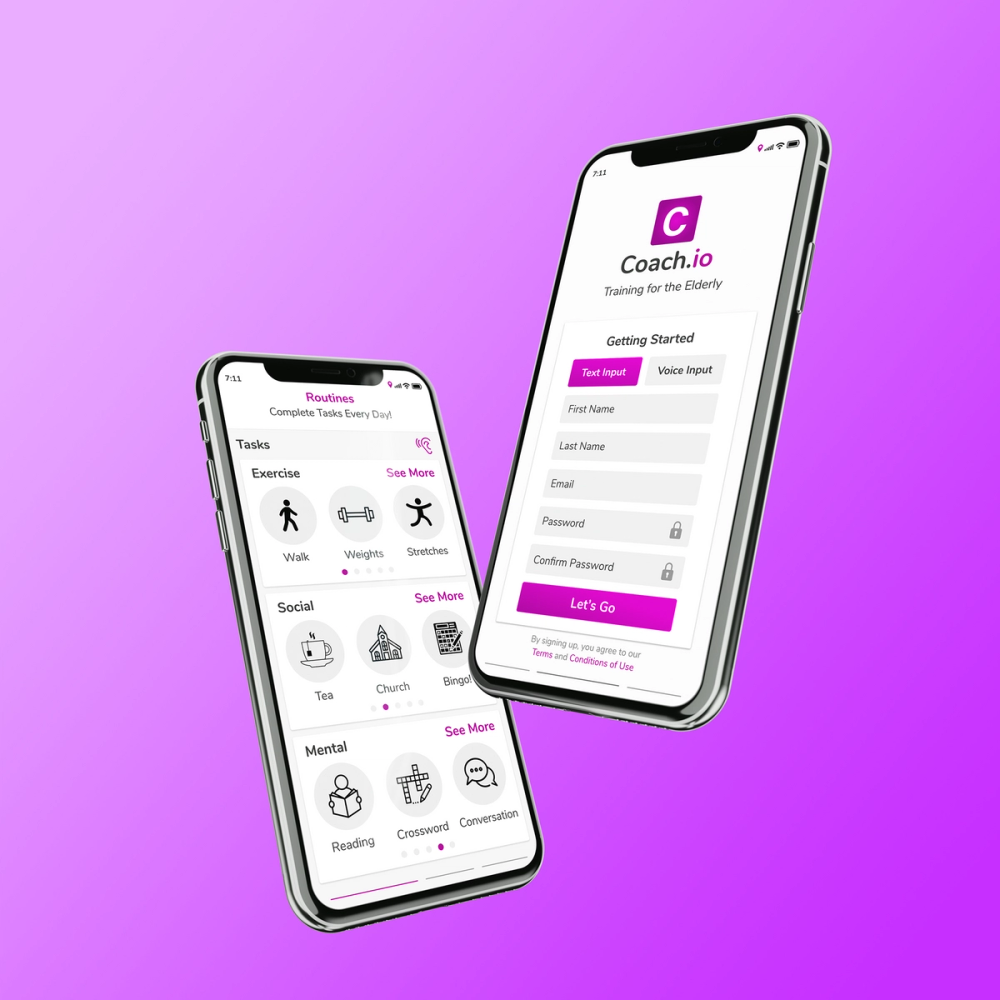 7:11
Routines
Complete Tasks Every Day!
Tasks
Exercise See More
Walk Weights Stretches
Social See More
Tea Church Bingo!
Mental See More
Reading Crossword Conversation
7:11
C
Coach.io
Training for the Elderly
Getting Started
Text Input Voice Input
First Name
Last Name
Email
Password
Confirm Password
Let's Go
By signing up, you agree to our
Terms and Conditions of Use